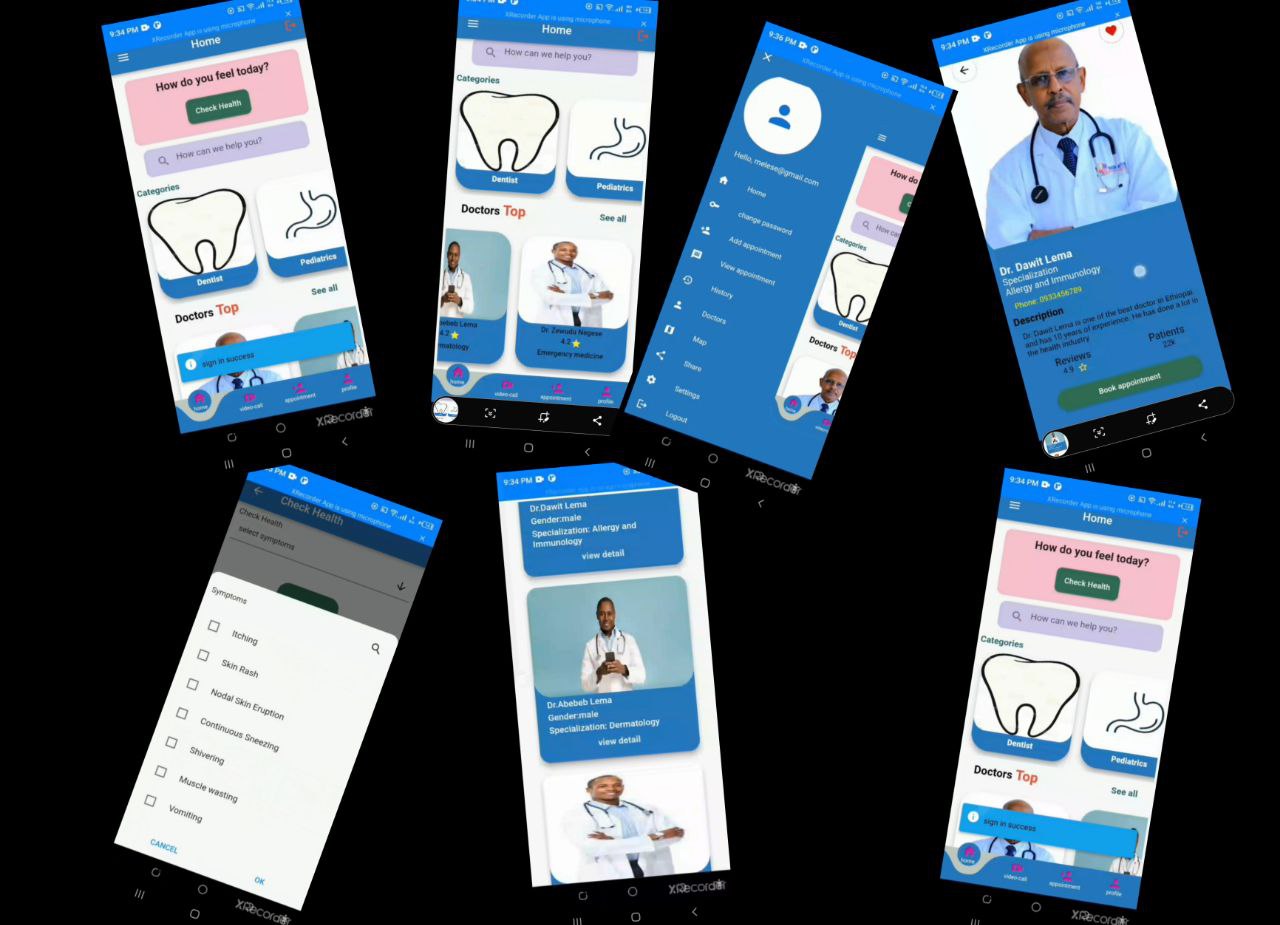 9:34 PM
XRecorder App is using microphone
Home
How do you feel today?
Check Health
How can we help you?
Categories
Dentist
Pediatrics
See all
Doctors Top
sign in success
home
video-call
appointment
profile
XRecorder
9:34 PM
XRecorder App is using microphone
Home
How can we help you?
Categories
Dentist
Pediatrics
Doctors Top
See all
ebeb Lema
4.2
matology
Dr. Zewudu Nagese
4.2
Emergency medicine
home
video-call
appointment
profile
9:36 PM
XRecorder App is using microphone
Hello, melese@gmail.com
Home
change password
Add appointment
View appointment
History
Doctors
Map
Share
Settings
Logout
How do
How can
Categories
Doctors Top
home
video-c
XRecorder
9:34 PM
XRecorder App is using microphone
Dr. Dawit Lema
Specialization
Allergy and Immunology
Phone: 0933456789
Description
Dr. Dawit Lema is one of the best doctor in Ethiopai.
and has 10 years of experience. He has done a lot in
the health industry
Reviews
4.9
Patients
22k
Book appointment
PM
XRecorder App is using microphone
Check Health
Check Health
select symptoms
Symptoms
Itching
Skin Rash
Nodal Skin Eruption
Continuous Sneezing
Shivering
Muscle wasting
Vomiting
CANCEL
OK
XRecorder
9:34 PM
Dr.Dawit Lema
Gender:male
Specialization: Allergy and
Immunology
view detail
Dr.Abebeb Lema
Gender:male
Specialization: Dermatology
view detail
XRecorder
9:34 PM
XRecorder App is using microphone
Home
How do you feel today?
Check Health
How can we help you?
Categories
Dentist
Pediatrics
Doctors Top
See all
sign in success
home
video-call
appointment
profile
XRecorder